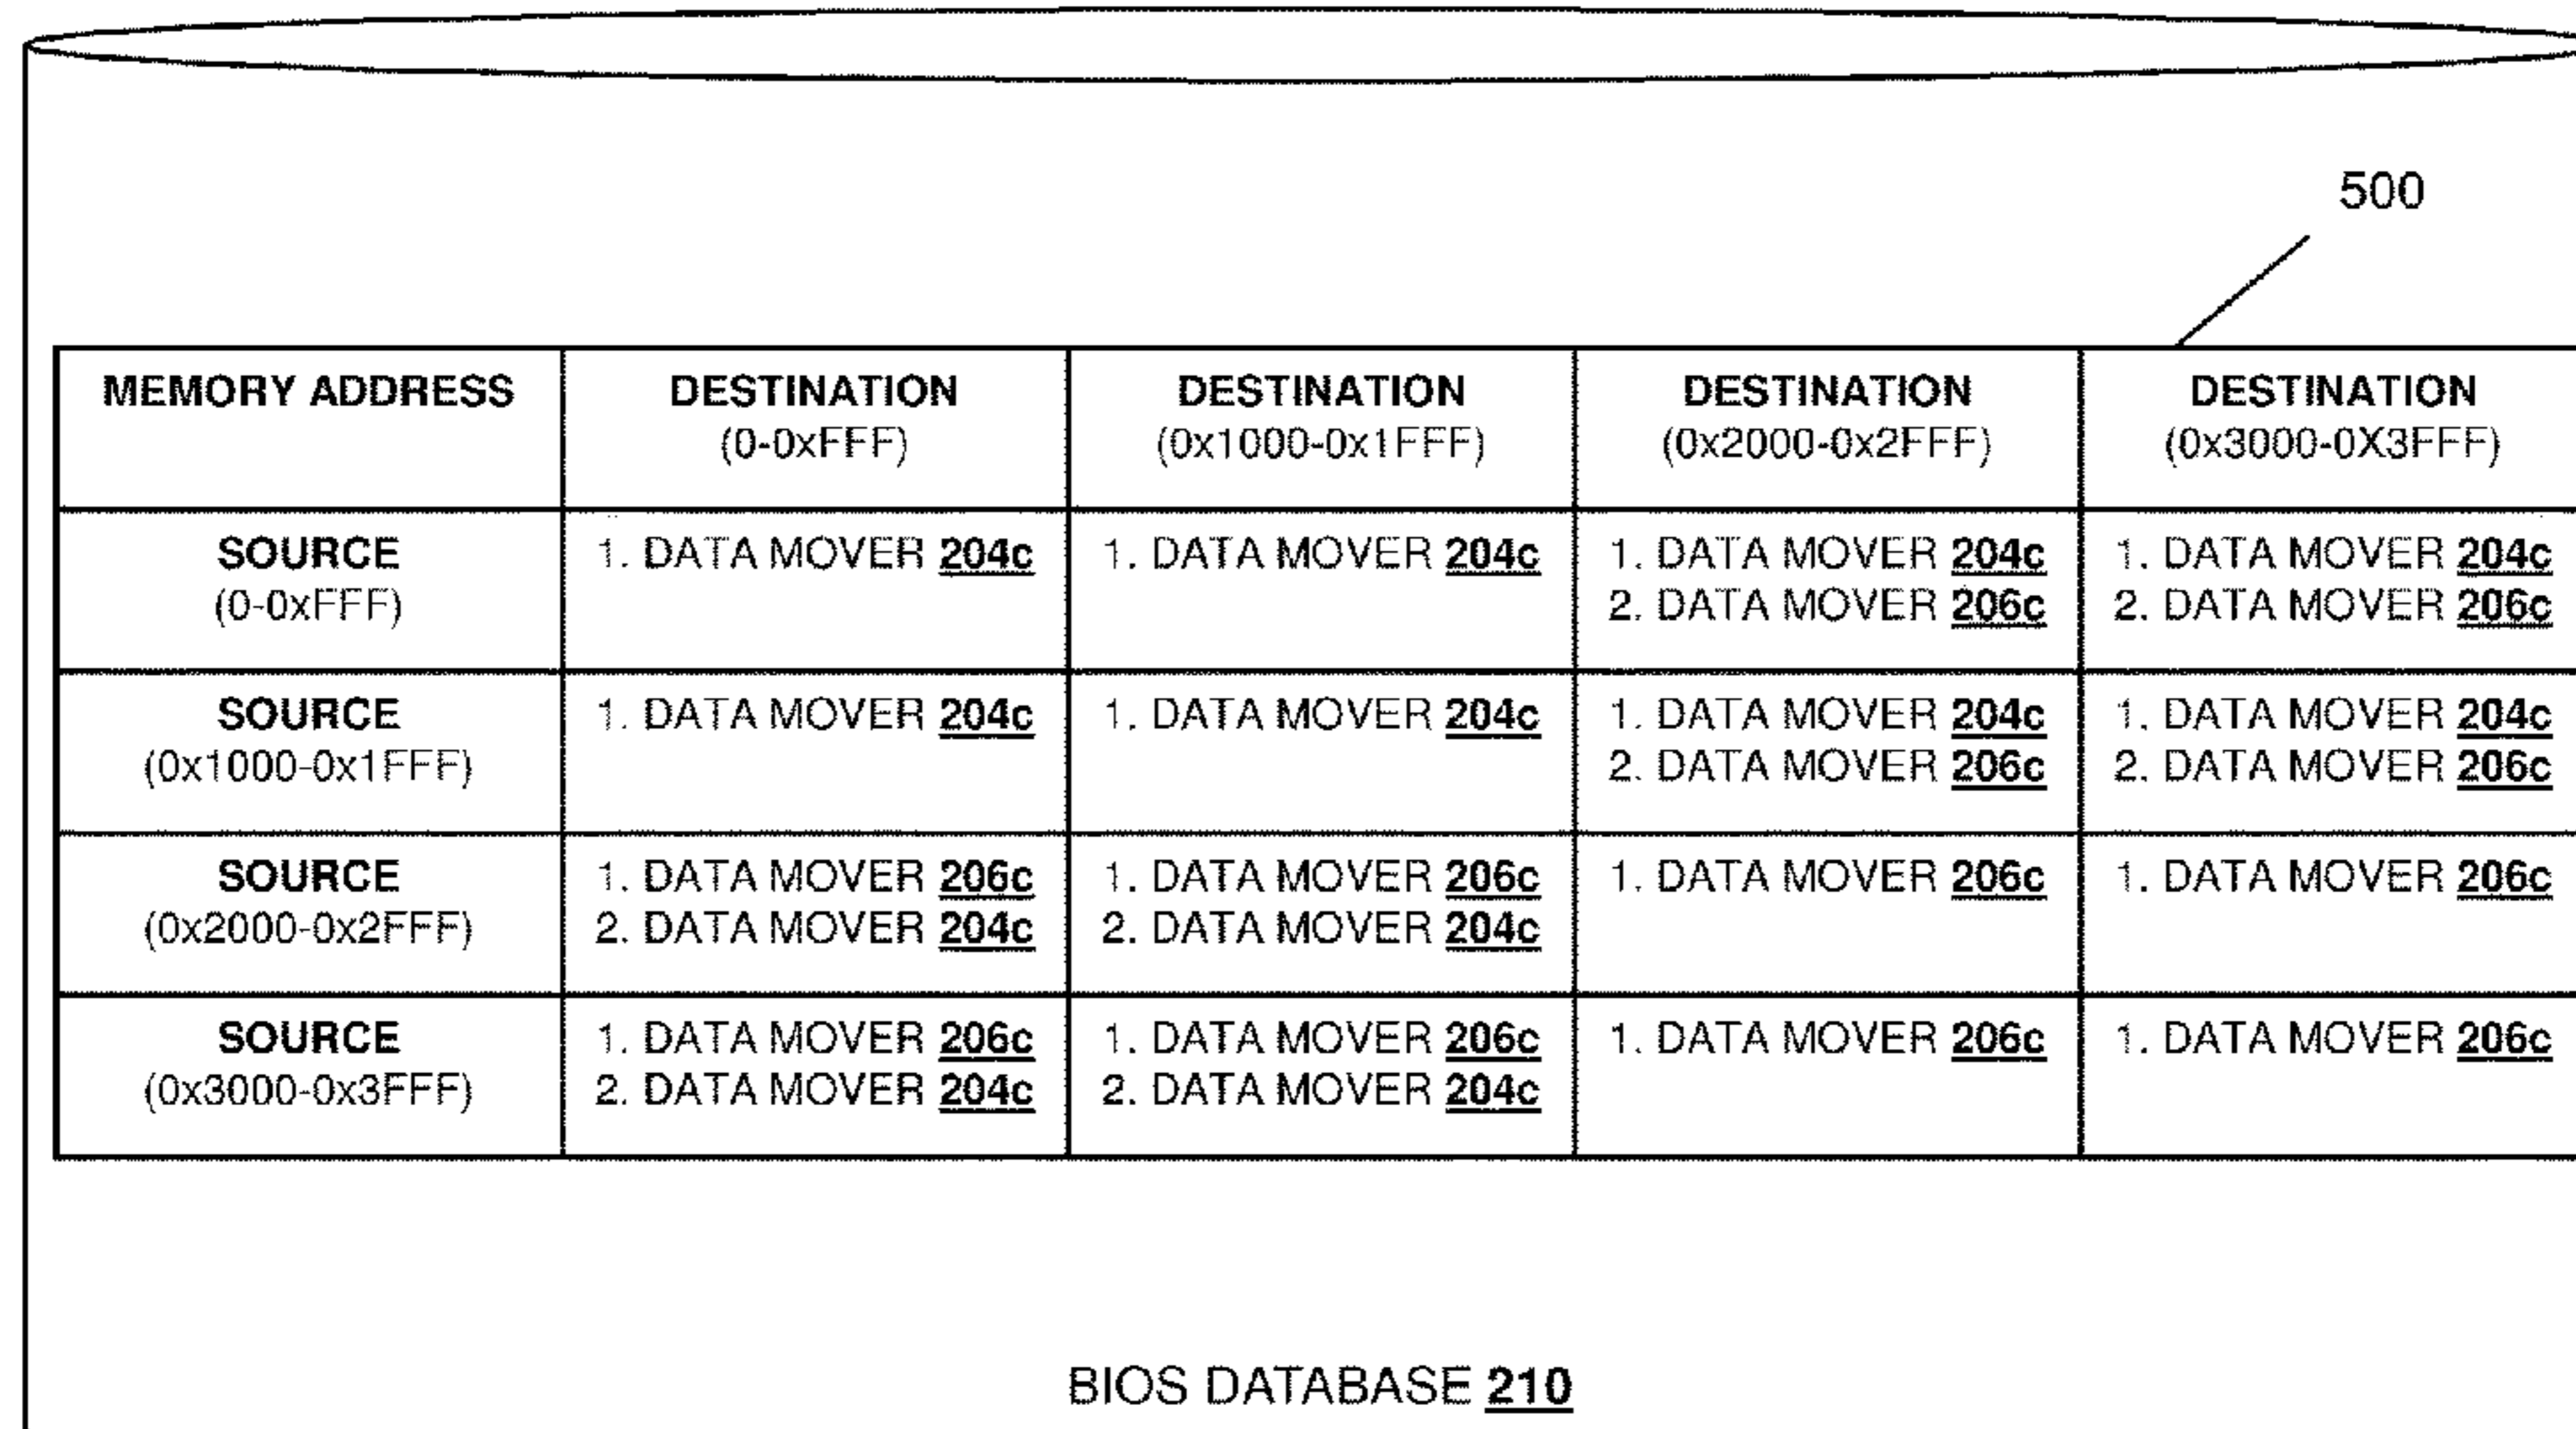 500
MEMORY ADDRESS DESTINATION DESTINATION DESTINATION DESTINATION
(0-0xFFF) (0x1000-0x1FFF) (0x2000-0x2FFF) (0x3000-0X3FFF)
SOURCE 1. DATA MOVER 204c 1. DATA MOVER 204c 1. DATA MOVER 204c 1. DATA MOVER 204c
(0-0xFFF) 2. DATA MOVER 206c 2. DATA MOVER 206c
SOURCE 1. DATA MOVER 204c 1. DATA MOVER 204c 1. DATA MOVER 204c 1. DATA MOVER 204c
(0x1000-0x1FFF) 2. DATA MOVER 206c 2. DATA MOVER 206c
SOURCE 1. DATA MOVER 206c 1. DATA MOVER 206c 1. DATA MOVER 206c 1. DATA MOVER 206c
(0x2000-0x2FFF) 2. DATA MOVER 204c 2. DATA MOVER 204c
SOURCE 1. DATA MOVER 206c 1. DATA MOVER 206c 1. DATA MOVER 206c 1. DATA MOVER 206c
(0x3000-0x3FFF) 2. DATA MOVER 204c 2. DATA MOVER 204c
BIOS DATABASE 210